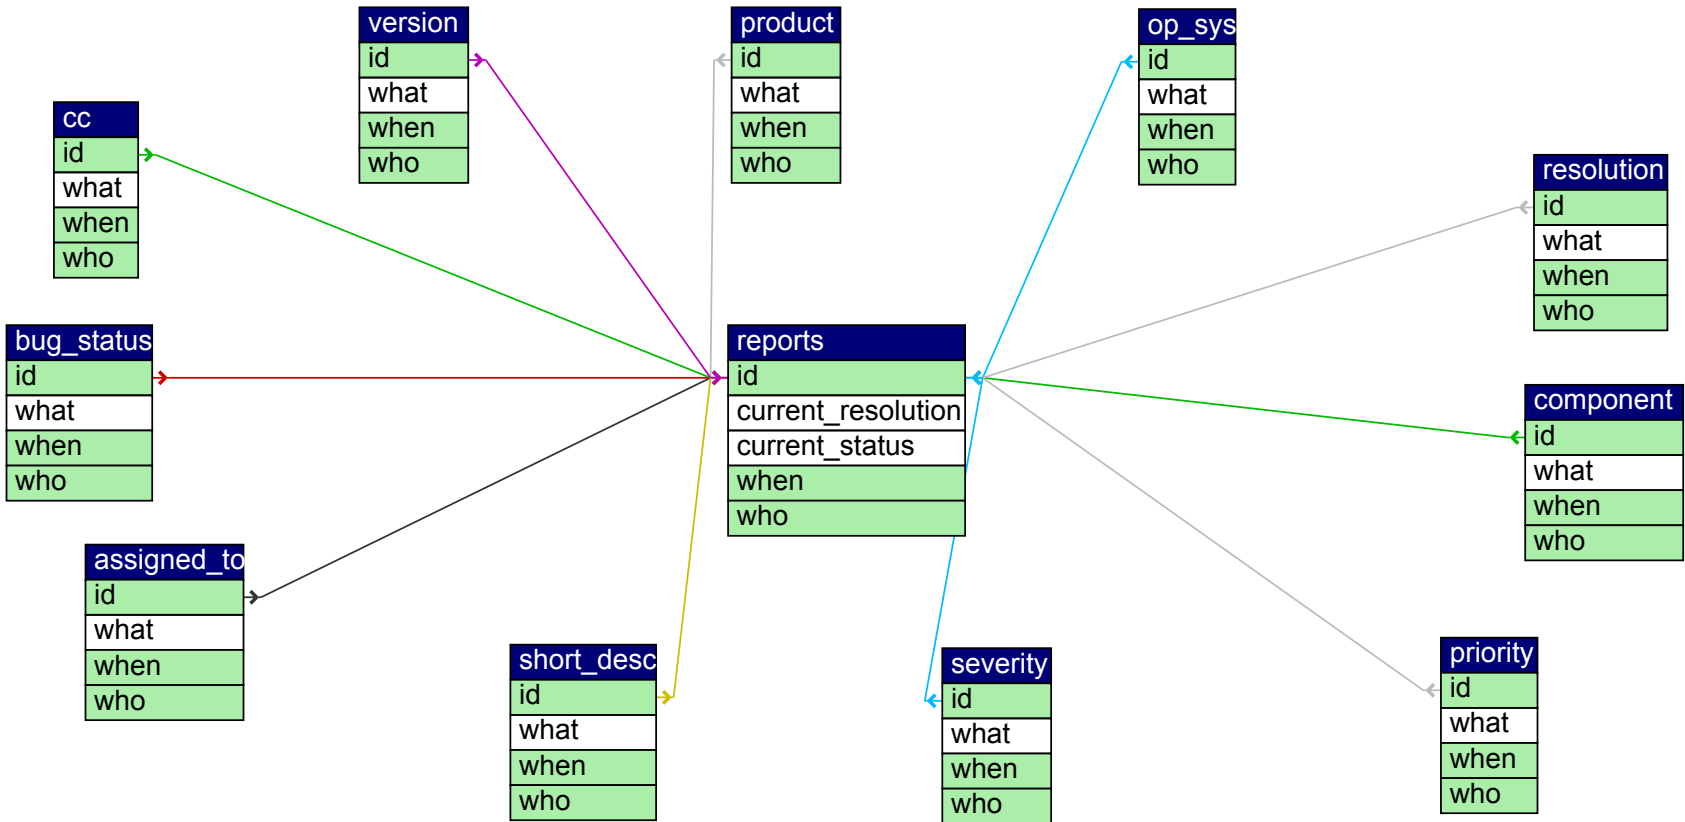 version
id
what
when
who
product
id
what
when
who
op_sys
id
what
when
who
cc
id
what
when
who
resolution
id
what
when
who
bug_status
id
what
when
who
reports
id
current_resolution
current_status
when
who
component
id
what
when
who
assigned_to
id
what
when
who
short_desc
id
what
when
who
severity
id
what
when
who
priority
id
what
when
who